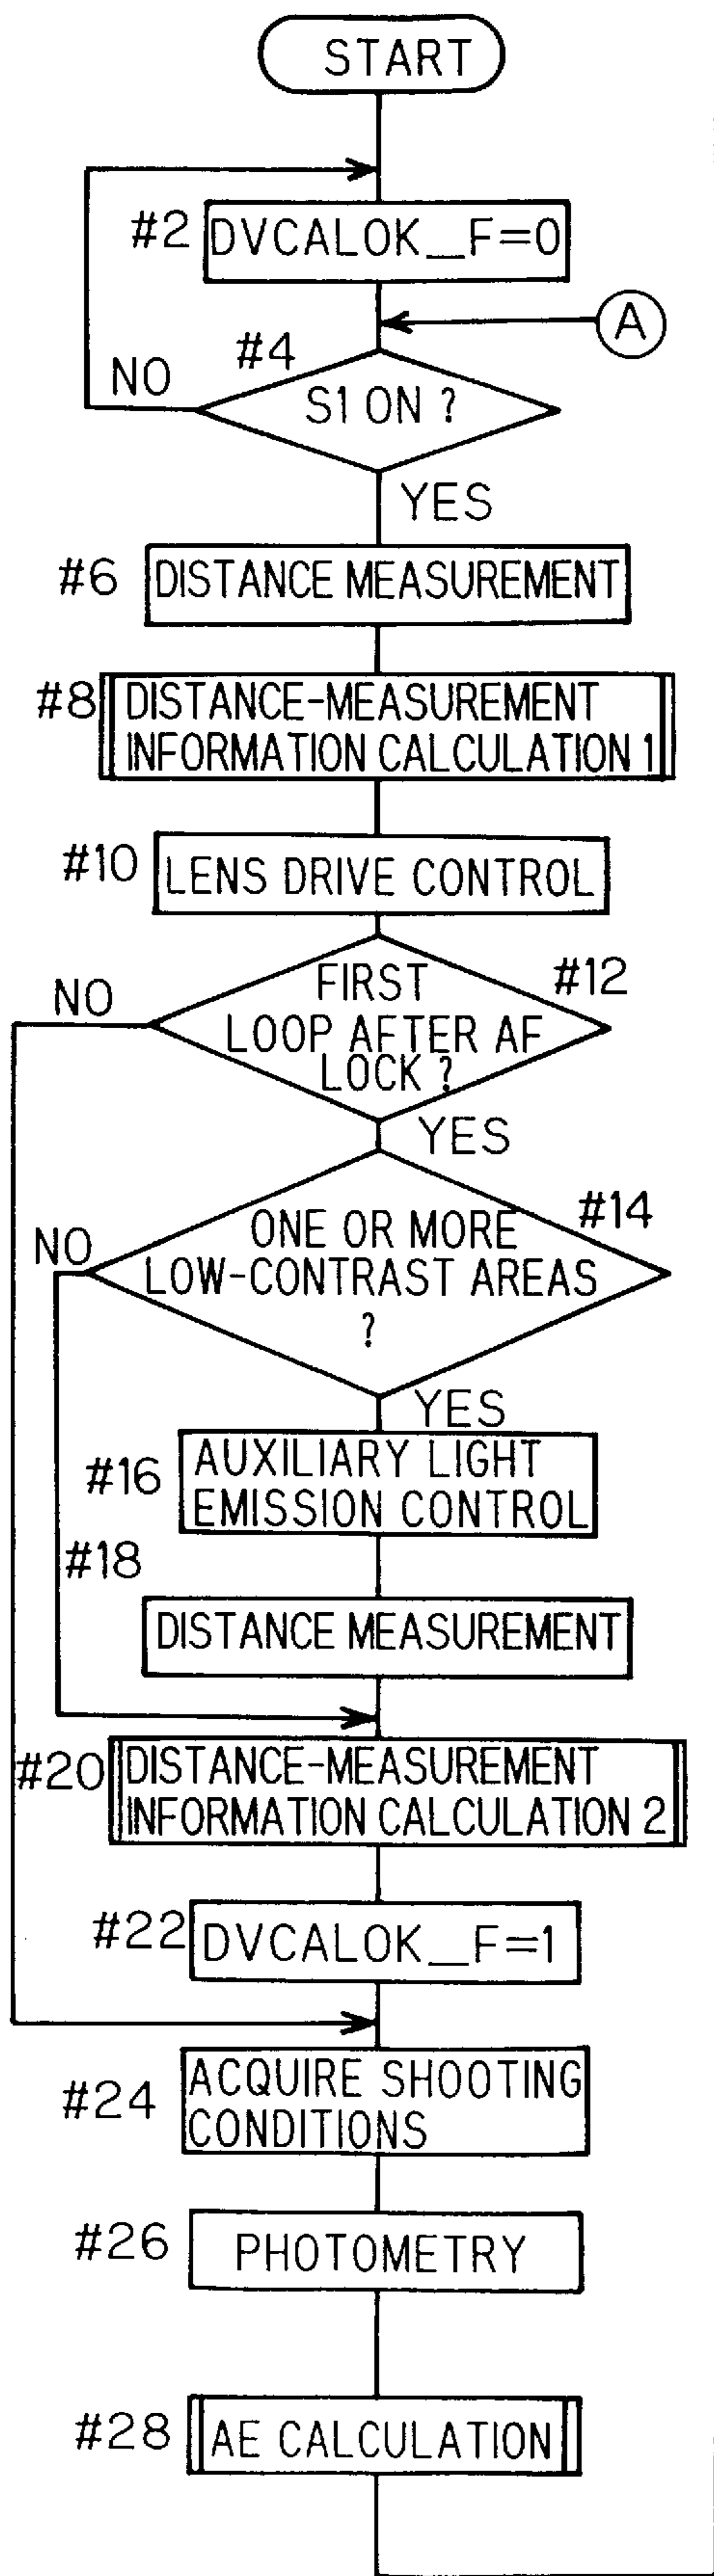 START
#2 DVCALOK_F=0
A
#4
NO
S1 ON ?
YES
#6 DISTANCE MEASUREMENT
#8 DISTANCE-MEASUREMENT
INFORMATION CALCULATION 1
#10 LENS DRIVE CONTROL
#12
NO
FIRST
LOOP AFTER AF
LOCK ?
YES
#14
NO
ONE OR MORE
LOW-CONTRAST AREAS
?
YES
#16 AUXILIARY LIGHT
EMISSION CONTROL
#18
DISTANCE MEASUREMENT
#20 DISTANCE-MEASUREMENT
INFORMATION CALCULATION 2
#22 DVCALOK_F=1
#24 ACQUIRE SHOOTING
CONDITIONS
#26 PHOTOMETRY
#28 AE CALCULATION